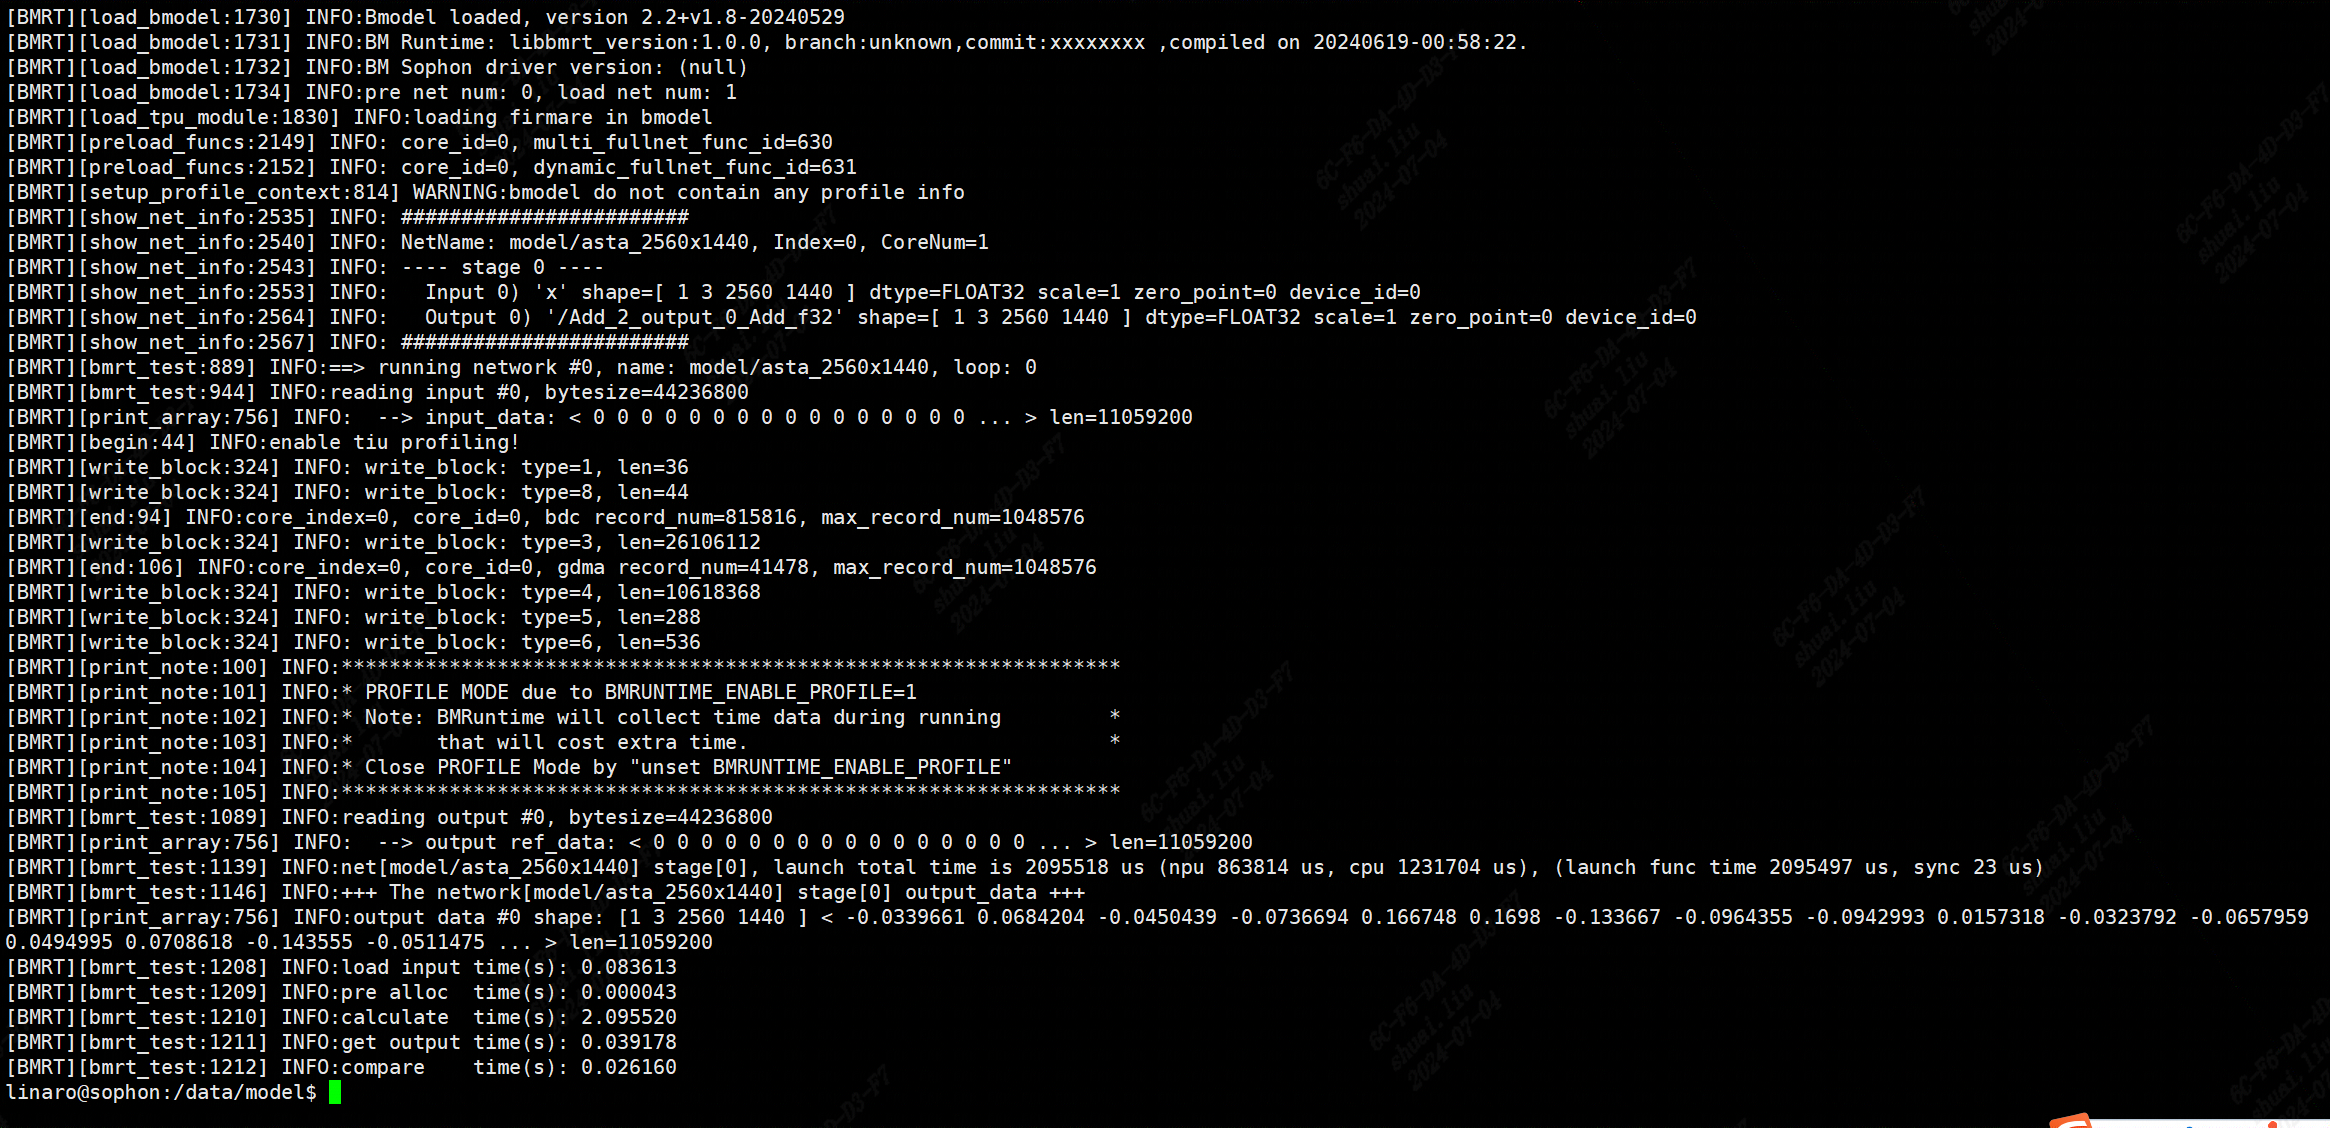 [BMRT][load_bmodel:1730] INFO:Bmodel loaded, version 2.2+v1.8-20240529
[BMRT][load_bmodel:1731] INFO:BM Runtime: libbmrt_version:1.0.0, branch:unknown,commit:xxxxxxxx ,compiled on 20240619-00:58:22.
[BMRT][load_bmodel:1732] INFO:BM Sophon driver version: (null)
[BMRT][load_bmodel:1734] INFO:pre net num: 0, load net num: 1
[BMRT][load_tpu_module:1830] INFO:loading firmare in bmodel
[BMRT][preload_funcs:2149] INFO: core_id=0, multi_fullnet_func_id=630
[BMRT][preload_funcs:2152] INFO: core_id=0, dynamic_fullnet_func_id=631
[BMRT][setup_profile_context:814] WARNING:bmodel do not contain any profile info
[BMRT][show_net_info:2535] INFO: ########################
[BMRT][show_net_info:2540] INFO: NetName: model/asta_2560x1440, Index=0, CoreNum=1
[BMRT][show_net_info:2543] INFO: ---- stage 0 ----
[BMRT][show_net_info:2553] INFO:   Input 0) 'x' shape=[ 1 3 2560 1440 ] dtype=FLOAT32 scale=1 zero_point=0 device_id=0
[BMRT][show_net_info:2564] INFO:   Output 0) '/Add_2_output_0_Add_f32' shape=[ 1 3 2560 1440 ] dtype=FLOAT32 scale=1 zero_point=0 device_id=0
[BMRT][show_net_info:2567] INFO: ########################
[BMRT][bmrt_test:889] INFO:==> running network #0, name: model/asta_2560x1440, loop: 0
[BMRT][bmrt_test:944] INFO:reading input #0, bytesize=44236800
[BMRT][print_array:756] INFO:  --> input_data: < 0 0 0 0 0 0 0 0 0 0 0 0 0 0 0 0 ... > len=11059200
[BMRT][begin:44] INFO:enable tiu profiling!
[BMRT][write_block:324] INFO: write_block: type=1, len=36
[BMRT][write_block:324] INFO: write_block: type=8, len=44
[BMRT][end:94] INFO:core_index=0, core_id=0, bdc record_num=815816, max_record_num=1048576
[BMRT][write_block:324] INFO: write_block: type=3, len=26106112
[BMRT][end:106] INFO:core_index=0, core_id=0, gdma record_num=41478, max_record_num=1048576
[BMRT][write_block:324] INFO: write_block: type=4, len=10618368
[BMRT][write_block:324] INFO: write_block: type=5, len=288
[BMRT][write_block:324] INFO: write_block: type=6, len=536
[BMRT][print_note:100] INFO:*****************************************************************
[BMRT][print_note:101] INFO:* PROFILE MODE due to BMRUNTIME_ENABLE_PROFILE=1
[BMRT][print_note:102] INFO:* Note: BMRuntime will collect time data during running         *
[BMRT][print_note:103] INFO:*       that will cost extra time.                              *
[BMRT][print_note:104] INFO:* Close PROFILE Mode by "unset BMRUNTIME_ENABLE_PROFILE"
[BMRT][print_note:105] INFO:*****************************************************************
[BMRT][bmrt_test:1089] INFO:reading output #0, bytesize=44236800
[BMRT][print_array:756] INFO:  --> output ref_data: < 0 0 0 0 0 0 0 0 0 0 0 0 0 0 0 0 ... > len=11059200
[BMRT][bmrt_test:1139] INFO:net[model/asta_2560x1440] stage[0], launch total time is 2095518 us (npu 863814 us, cpu 1231704 us), (launch func time 2095497 us, sync 23 us)
[BMRT][bmrt_test:1146] INFO:+++ The network[model/asta_2560x1440] stage[0] output_data +++
[BMRT][print_array:756] INFO:output data #0 shape: [1 3 2560 1440 ] < -0.0339661 0.0684204 -0.0450439 -0.0736694 0.166748 0.1698 -0.133667 -0.0964355 -0.0942993 0.0157318 -0.0323792 -0.0657959
0.0494995 0.0708618 -0.143555 -0.0511475 ... > len=11059200
[BMRT][bmrt_test:1208] INFO:load input time(s): 0.083613
[BMRT][bmrt_test:1209] INFO:pre alloc  time(s): 0.000043
[BMRT][bmrt_test:1210] INFO:calculate  time(s): 2.095520
[BMRT][bmrt_test:1211] INFO:get output time(s): 0.039178
[BMRT][bmrt_test:1212] INFO:compare    time(s): 0.026160
linaro@sophon:/data/model$
6C-F6-DA-4D-D3-F7
shuai.liu
2024-07-04